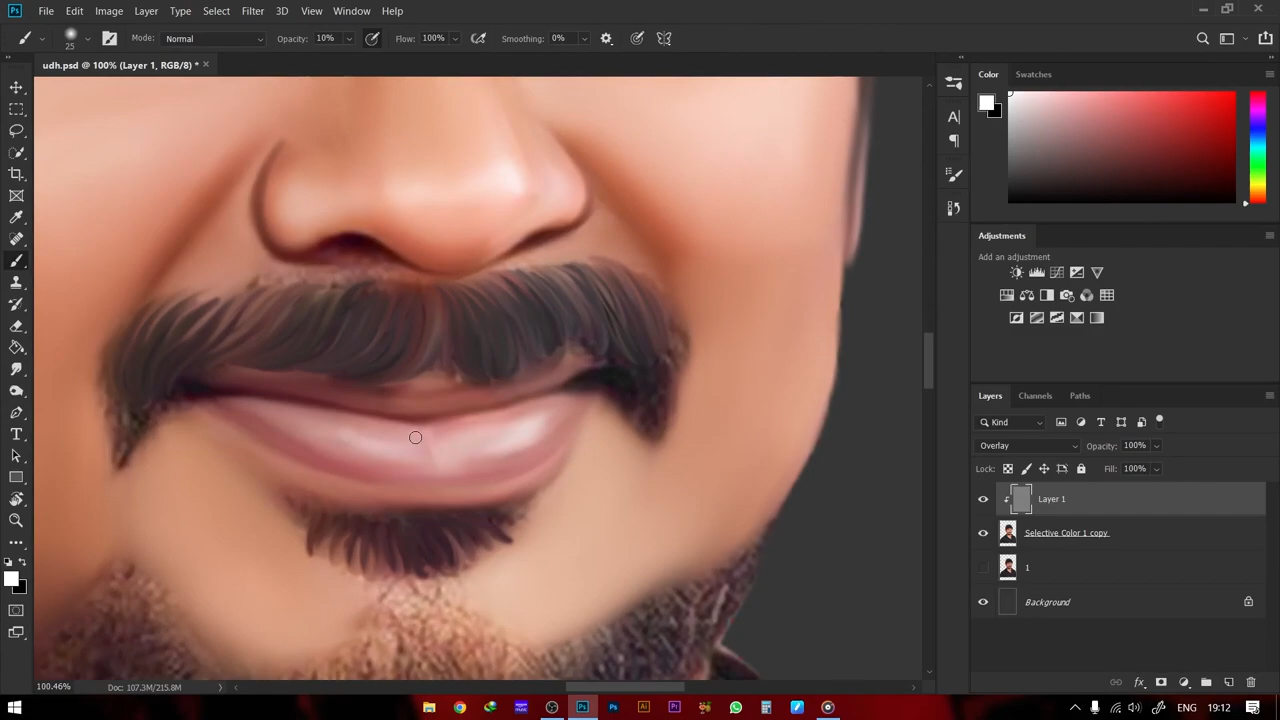 Ps File Edit Image Layer Type Select Filter 3D View Window Help
25 Mode: Normal Opacity: 10% Flow: 100% Smoothing: 0%
udh.psd @ 100% (Layer 1, RGB/8) *
Color Swatches
Adjustments
Add an adjustment
Layers Channels Paths
Kind
Overlay Opacity: 100%
Lock: Fill: 100%
Layer 1
Selective Color 1 copy
1
Background
100.46% Doc: 107.3M/215.8M
ENG 19:12